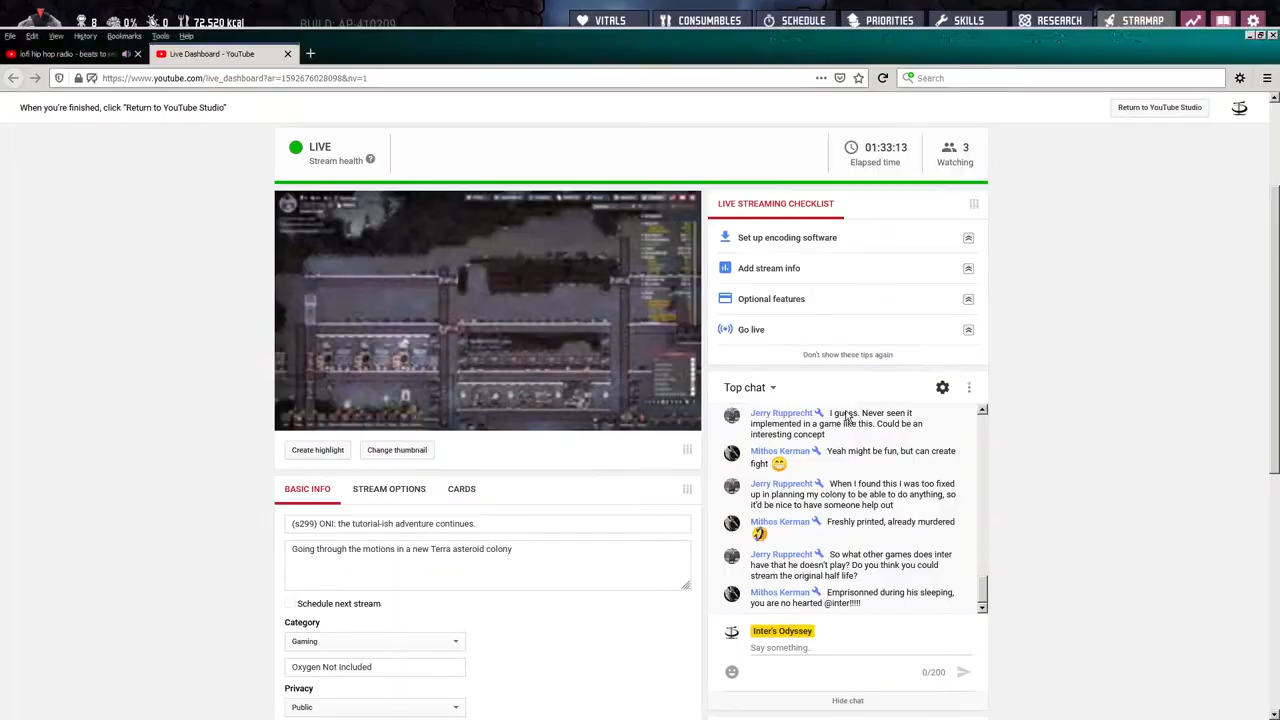 8 0% 0 72,520 kcal BUILD: AP-410209 VITALS CONSUMABLES SCHEDULE PRIORITIES SKILLS RESEARCH STARMAP
File Edit View History Bookmarks Tools Help
lofi hip hop radio - beats to re Live Dashboard - YouTube
https://www.youtube.com/live_dashboard?ar=1592676028098&nv=1 Search
When you're finished, click "Return to YouTube Studio" Return to YouTube Studio
LIVE
Stream health
01:33:13
Elapsed time
3
Watching
LIVE STREAMING CHECKLIST
Set up encoding software
Add stream info
Optional features
Go live
Don't show these tips again
Create highlight Change thumbnail
BASIC INFO STREAM OPTIONS CARDS
(s299) ONI: the tutorial-ish adventure continues.
Going through the motions in a new Terra asteroid colony
Schedule next stream
Category
Gaming
Oxygen Not Included
Privacy
Public
Top chat
Jerry Rupprecht I guess. Never seen it
implemented in a game like this. Could be an
interesting concept
Mithos Kerman Yeah might be fun, but can create
fight
Jerry Rupprecht When I found this I was too fixed
up in planning my colony to be able to do anything, so
it'd be nice to have someone help out
Mithos Kerman Freshly printed, already murdered
Jerry Rupprecht So what other games does inter
have that he doesn't play? Do you think you could
stream the original half life?
Mithos Kerman Emprisonned during his sleeping,
you are no hearted @inter!!!!!
Inter's Odyssey
Say something..
0/200
Hide chat